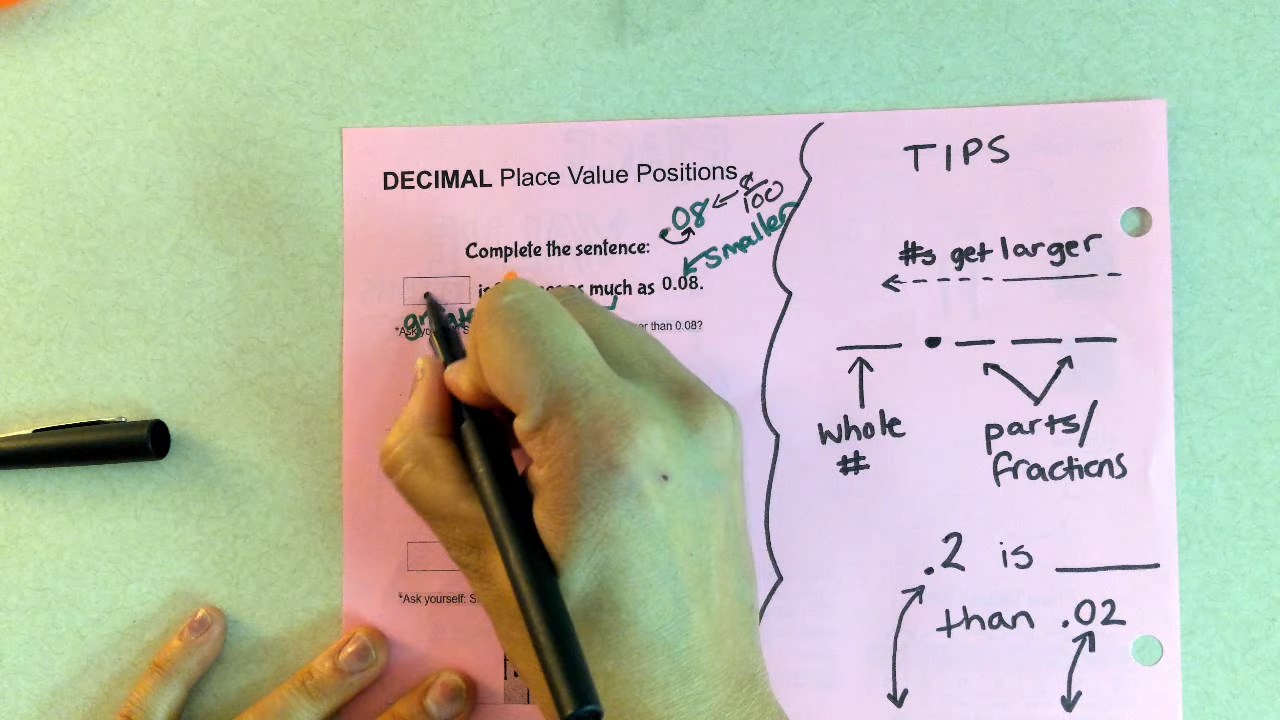 DECIMAL Place Value Positions
8/100
.08
Smaller
Complete the sentence:
much as 0.08.
*Ask
than 0.08?
*Ask yourself:
TIPS
#s get larger
whole
#
parts/
fractions
.2 is
than .02